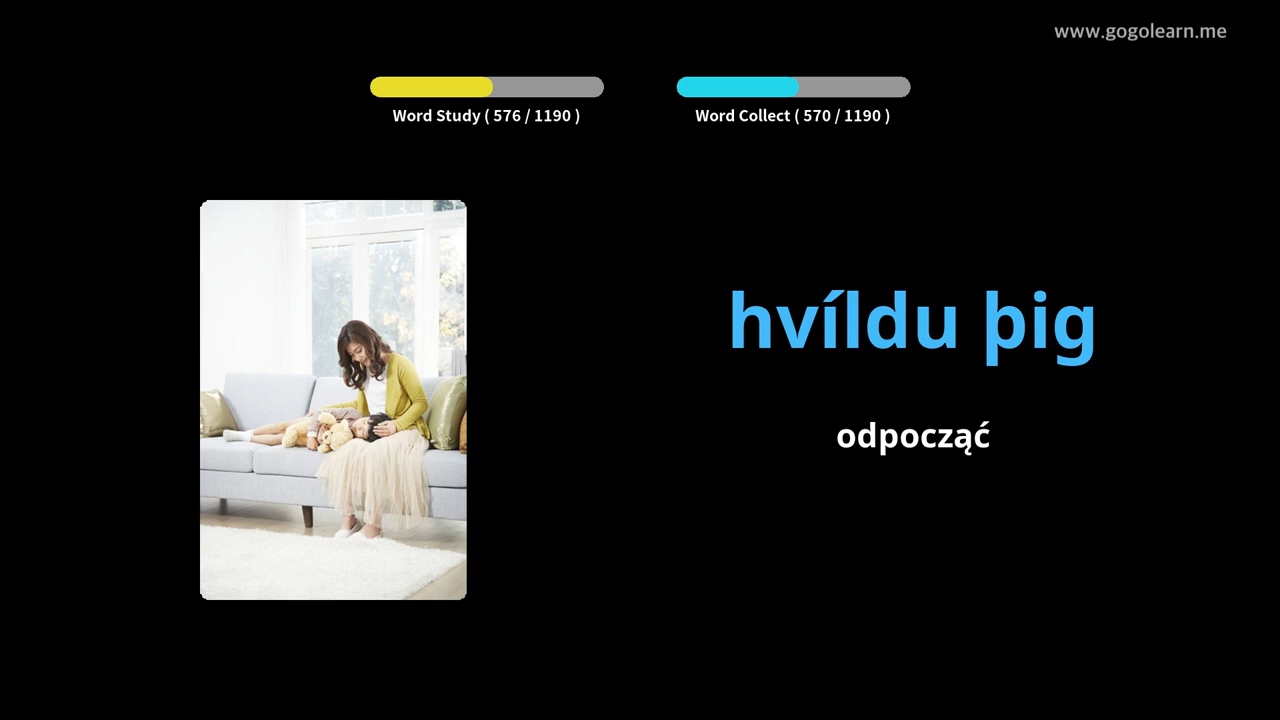 www.gogolearn.me
Word Study ( 576 / 1190 )
Word Collect ( 570 / 1190 )
hvíldu þig
odpocząć